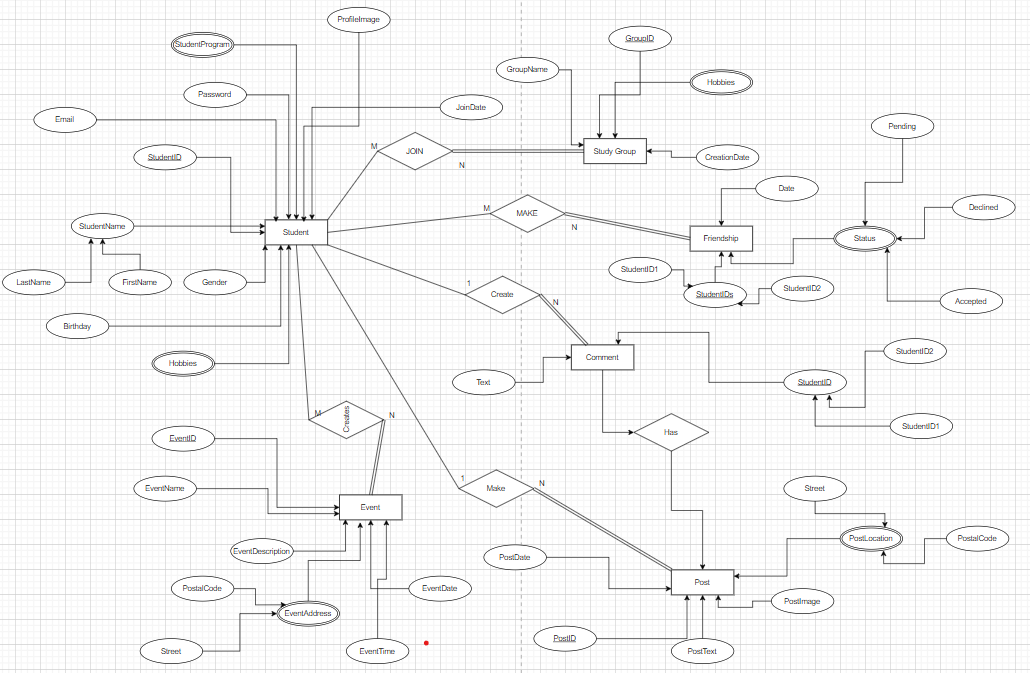 ProfileImage
StudentProgram
GroupID
GroupName
Hobbies
Password
JoinDate
Email
Pending
M
JOIN
N
Study Group
StudentID
CreationDate
Date
Declined
M
MAKE
N
StudentName
Student
Friendship
Status
StudentID1
LastName
FirstName
Gender
1
Create
N
StudentIDs
StudentID2
Accepted
Birthday
Comment
StudentID2
Hobbies
Text
StudentID
M
Creates
N
StudentID1
Has
EventID
EventName
1
Make
N
Street
Event
PostLocation
PostalCode
EventDescription
PostDate
PostalCode
EventDate
Post
EventAddress
PostImage
Street
EventTime
PostID
PostText